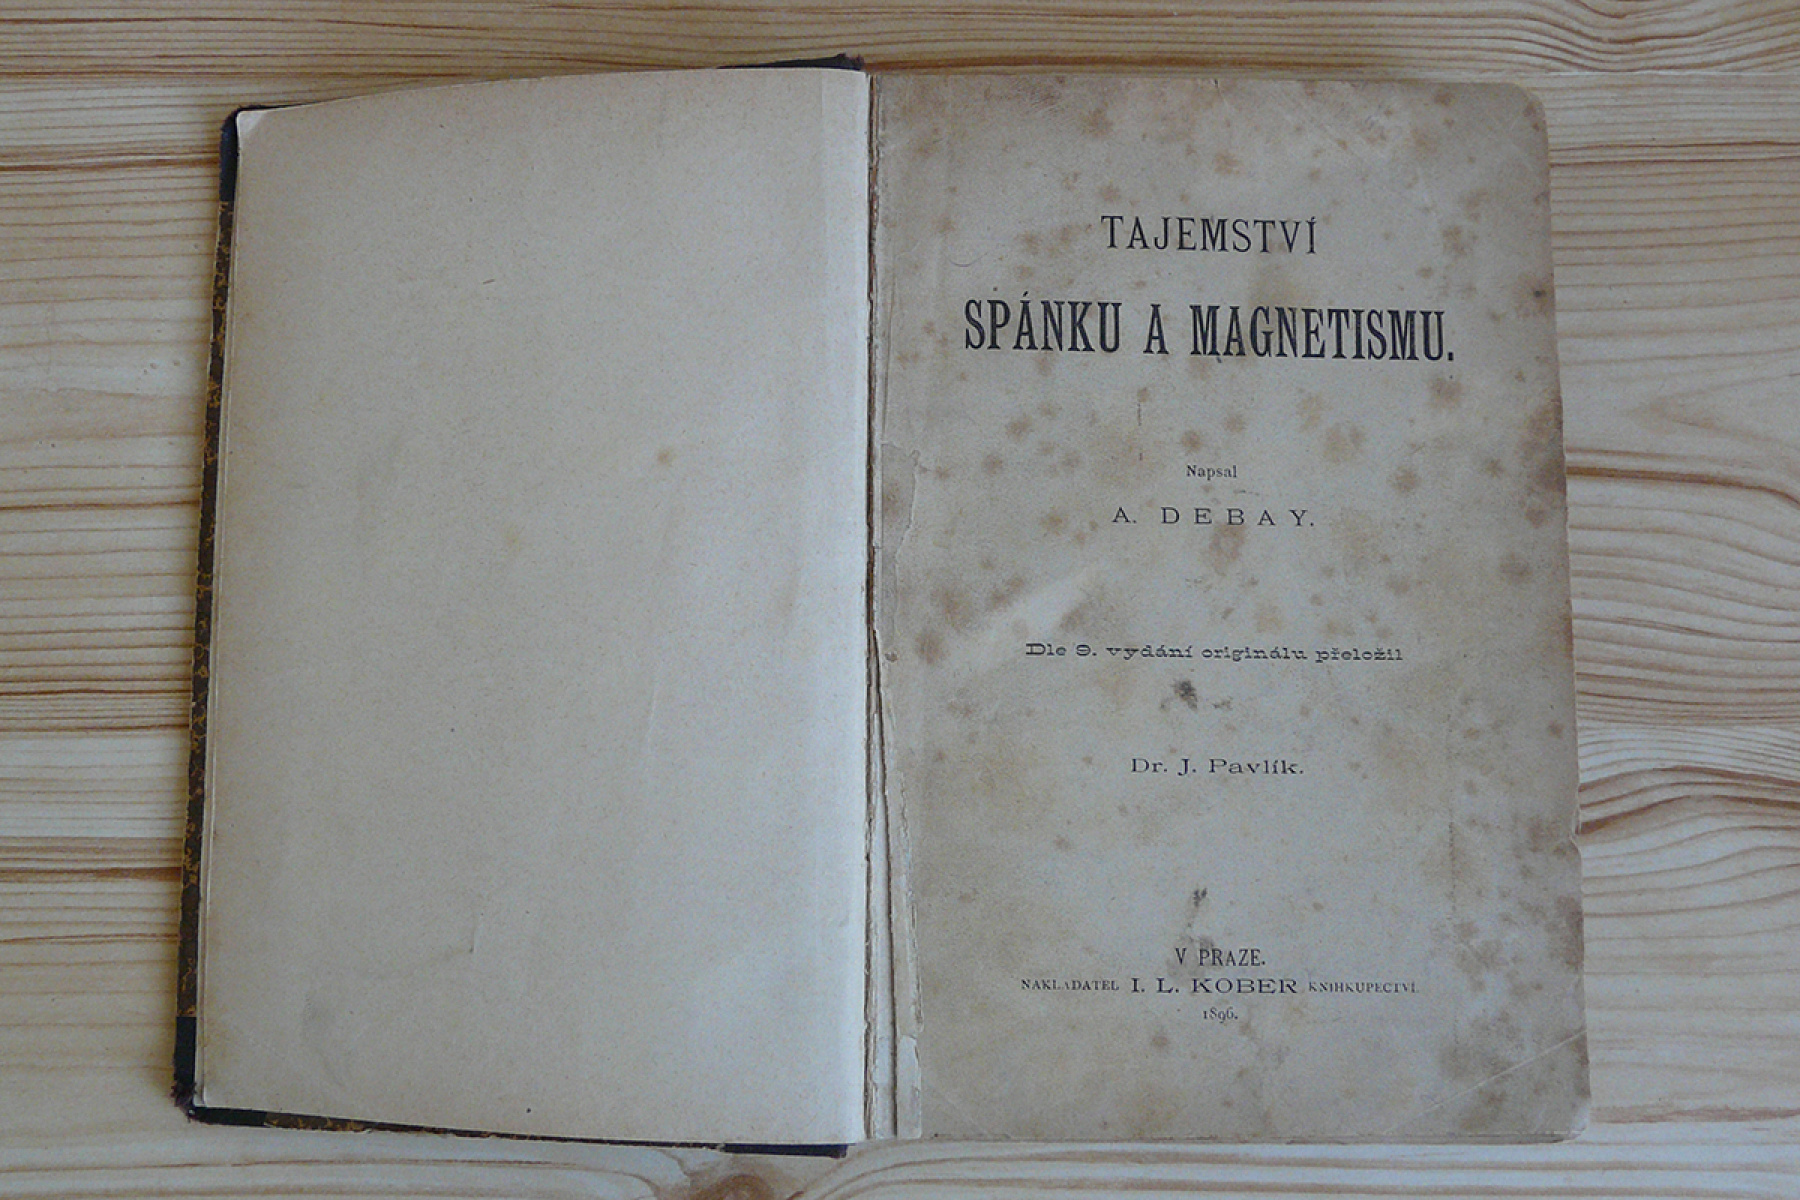 TAJEMSTVÍ
SPÁNKU A MAGNETISMU.
Napsal
A. DEBAY.
Dle 9. vydání originálu přeložil
Dr. J. Pavlík.
V PRAZE.
NAKLADATEL I. L. KOBER KNIHKUPECTVÍ
1896.